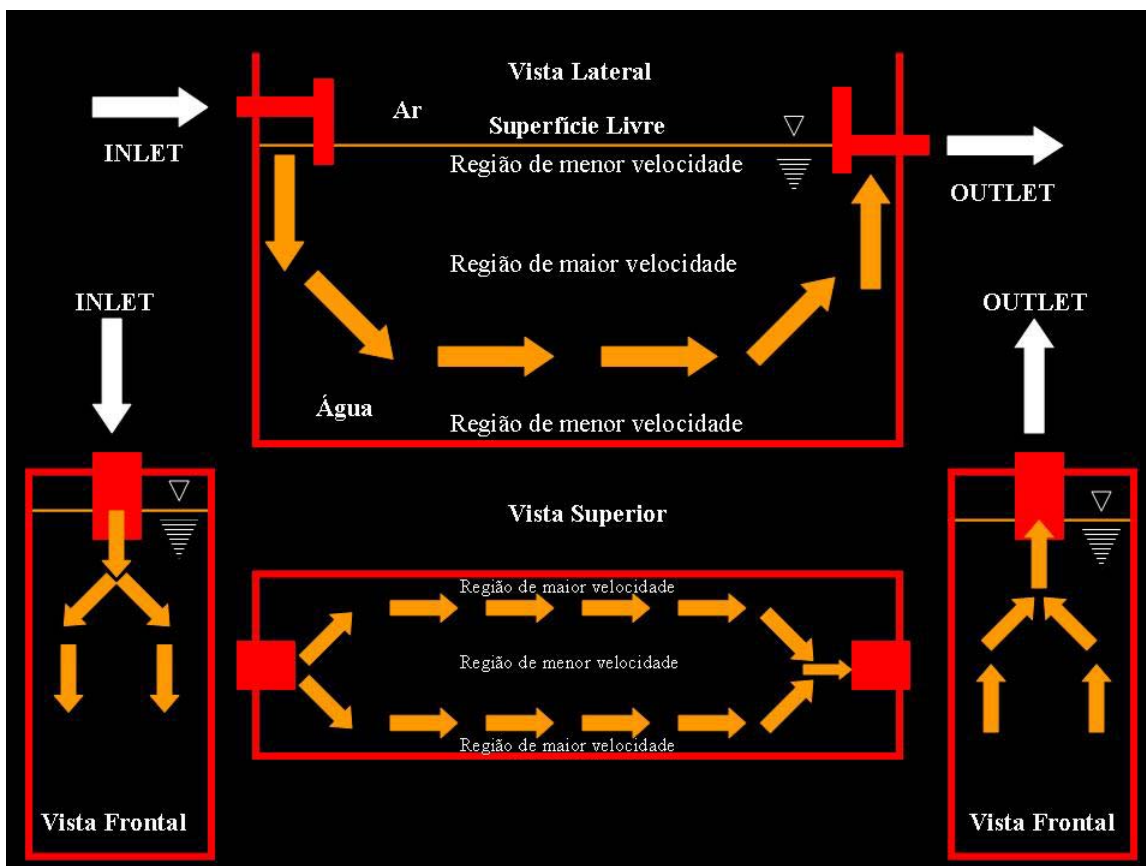 Vista Lateral
Ar
Superfície Livre
INLET
Região de menor velocidade
OUTLET
Região de maior velocidade
INLET
OUTLET
Água
Região de menor velocidade
Vista Superior
Região de maior velocidade
Região de menor velocidade
Região de maior velocidade
Vista Frontal
Vista Frontal